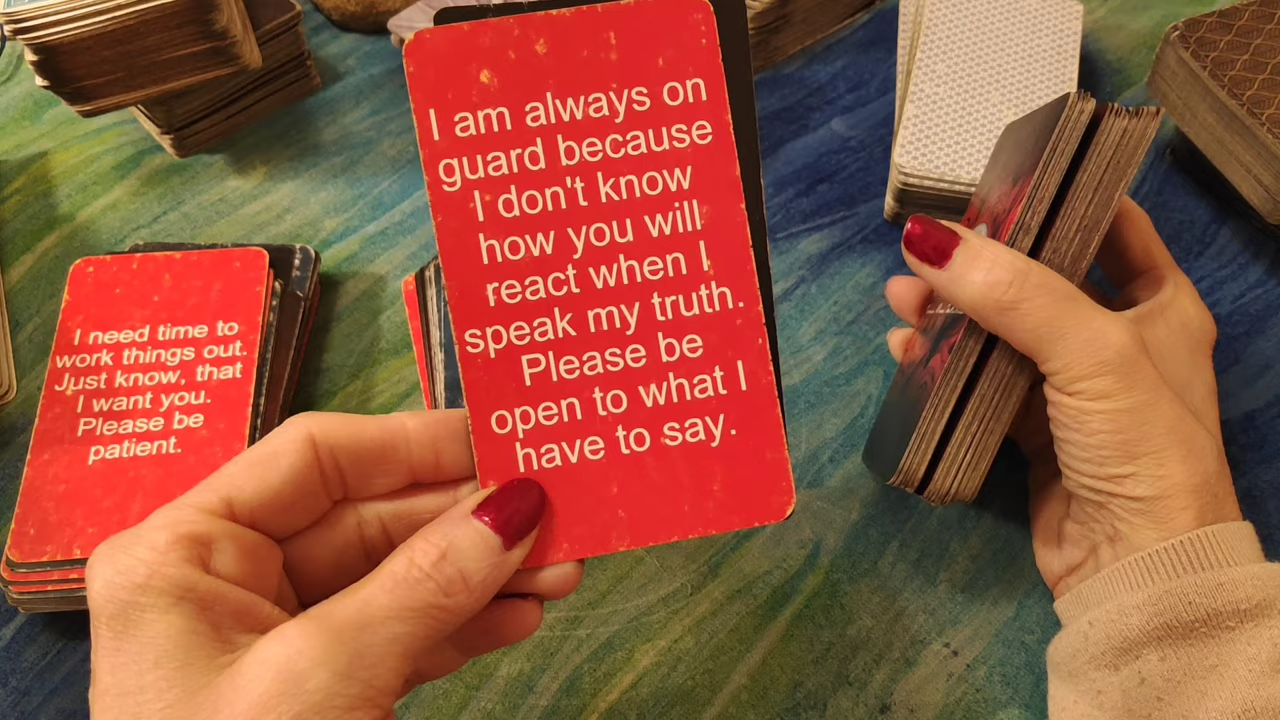 I am always on
guard because
I don't know
how you will
react when I
speak my truth.
Please be
open to what I
have to say.
I need time to
work things out.
Just know, that
I want you.
Please be
patient.